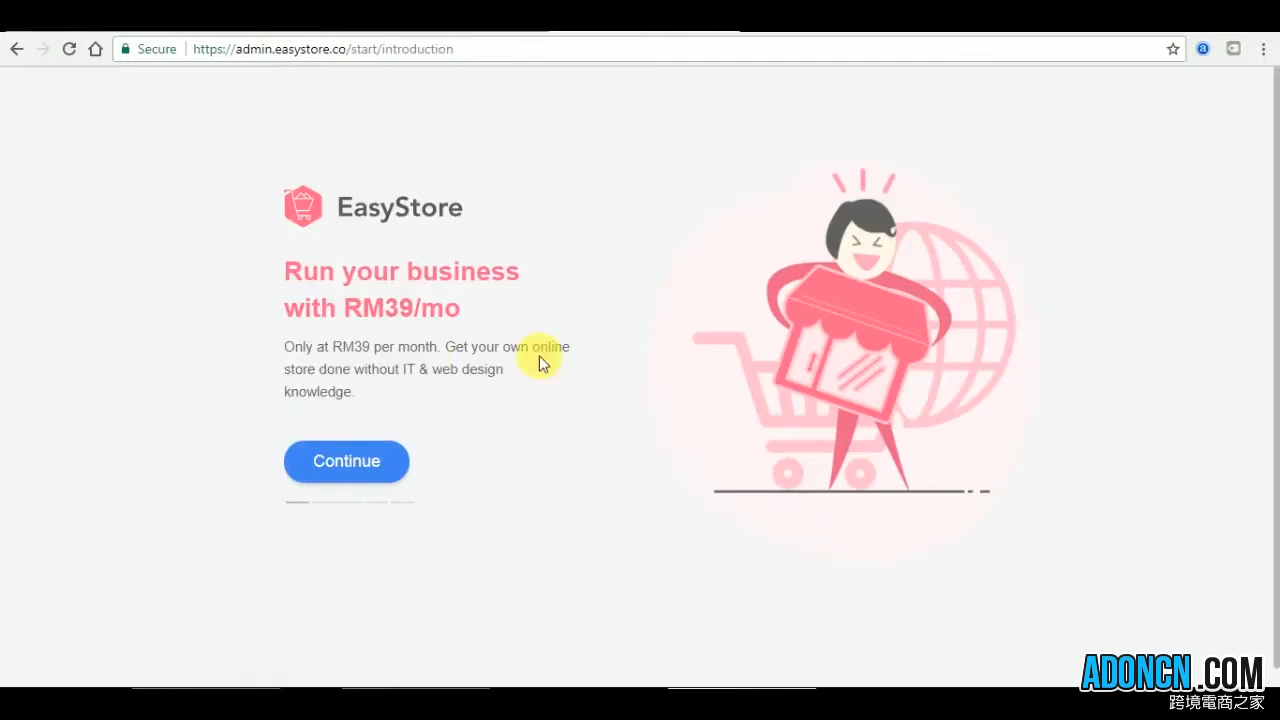 Secure
https://admin.easystore.co/start/introduction
EasyStore
Run your business
with RM39/mo
Only at RM39 per month. Get your own online
store done without IT & web design
knowledge.
Continue
ADONCN.COM
跨境電商之家